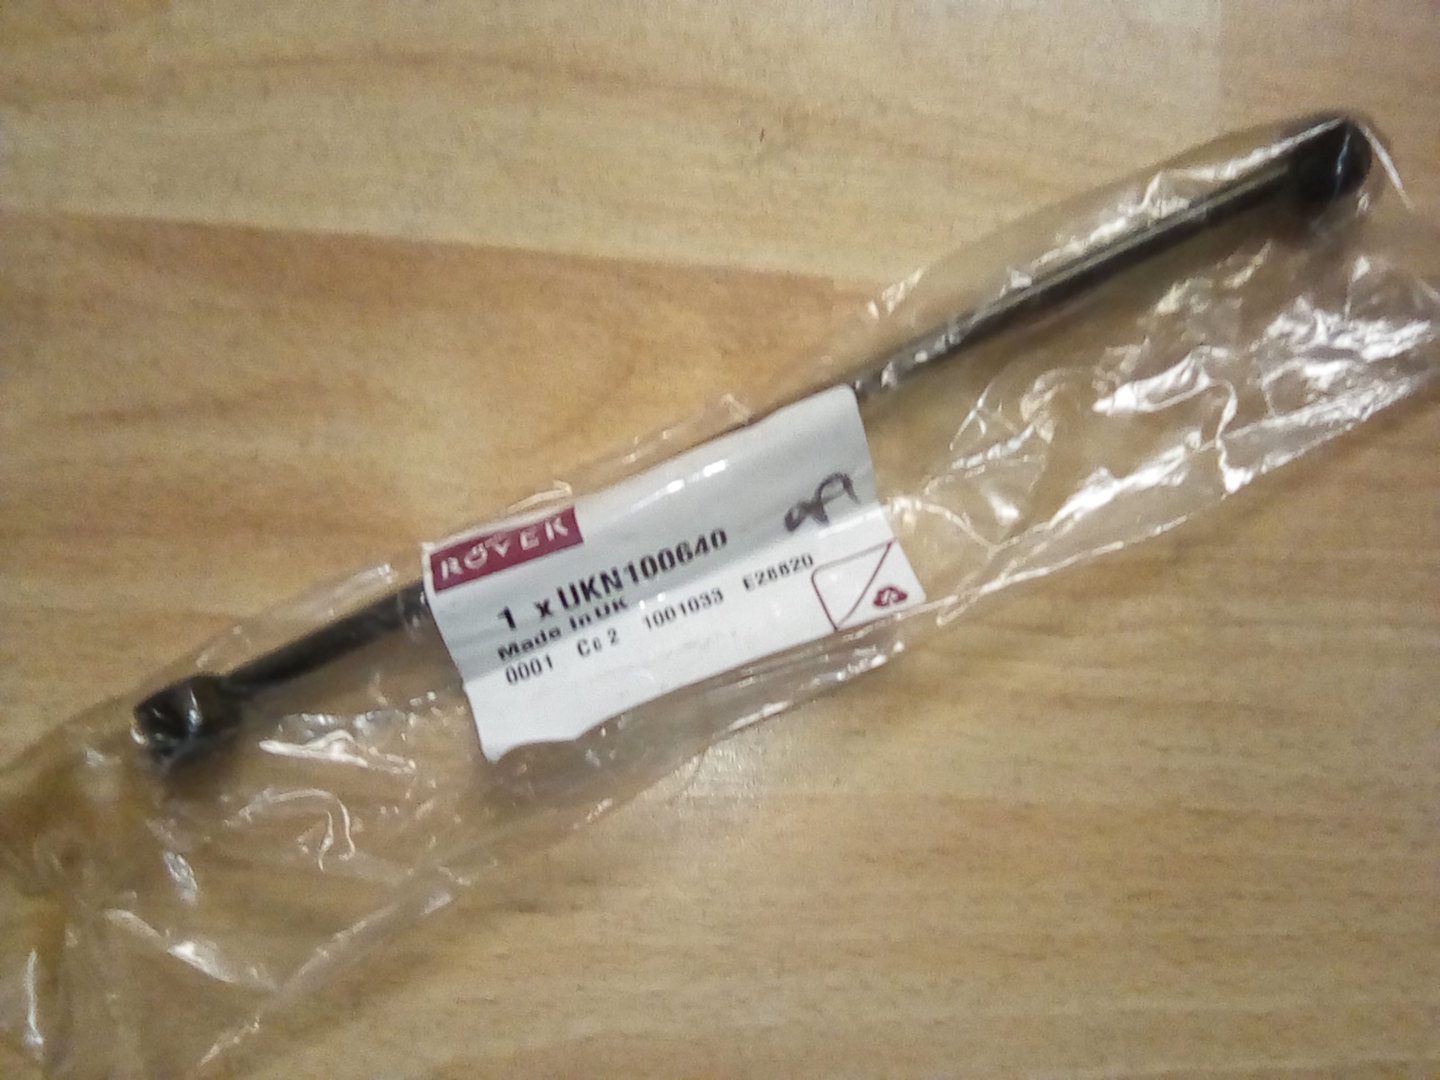 ROVER
1 x UKN100640
Made In UK
0001 Cc 2 1001033 E28820